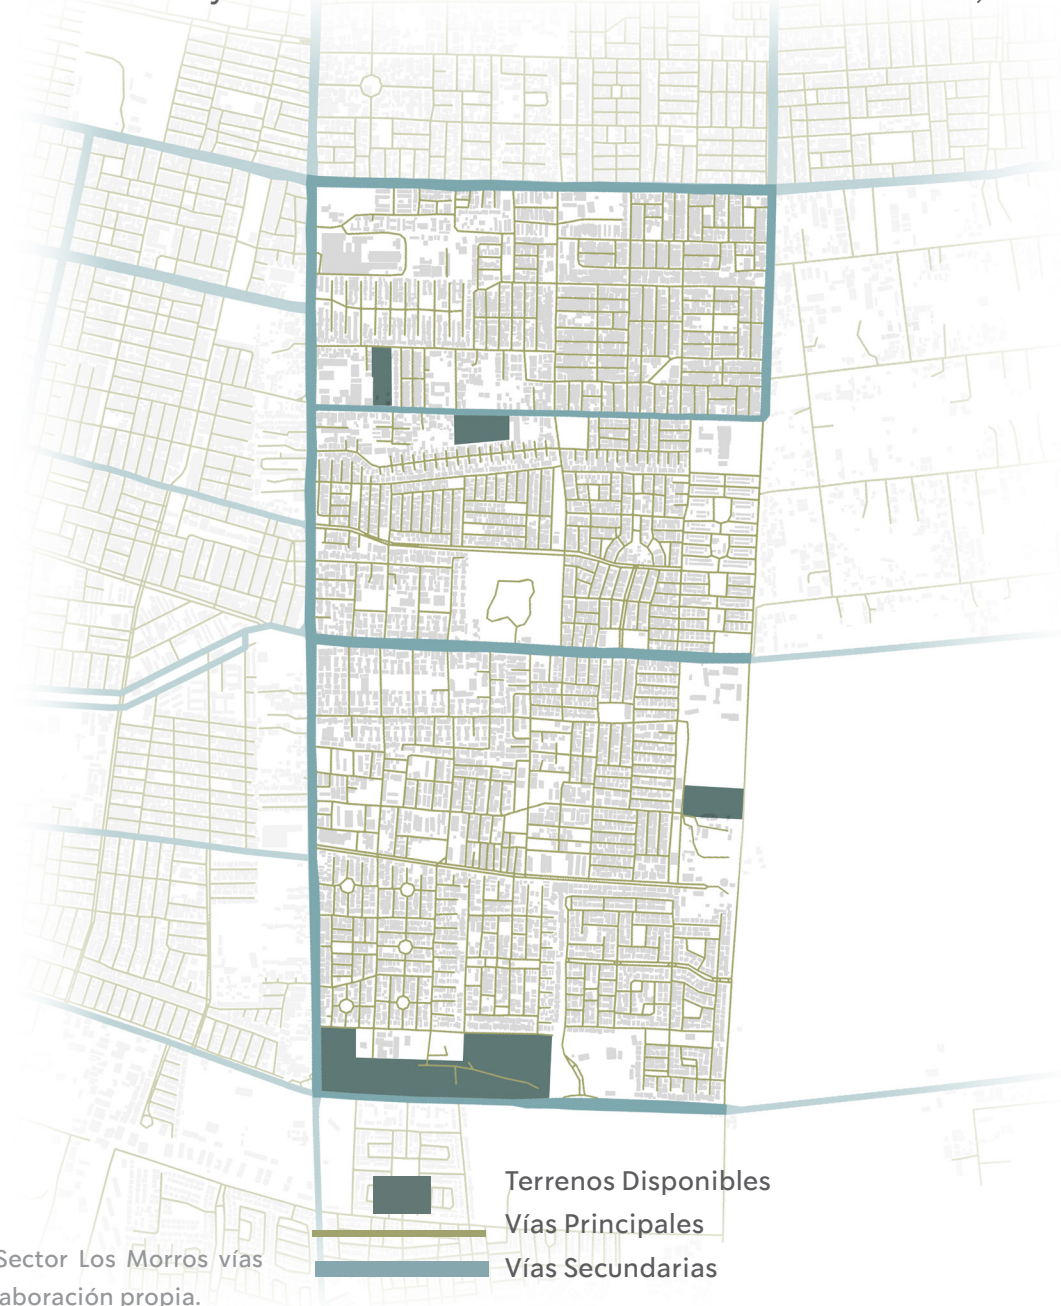 Terrenos Disponibles
Vías Principales
Vías Secundarias
Sector Los Morros vías
aboración propia.